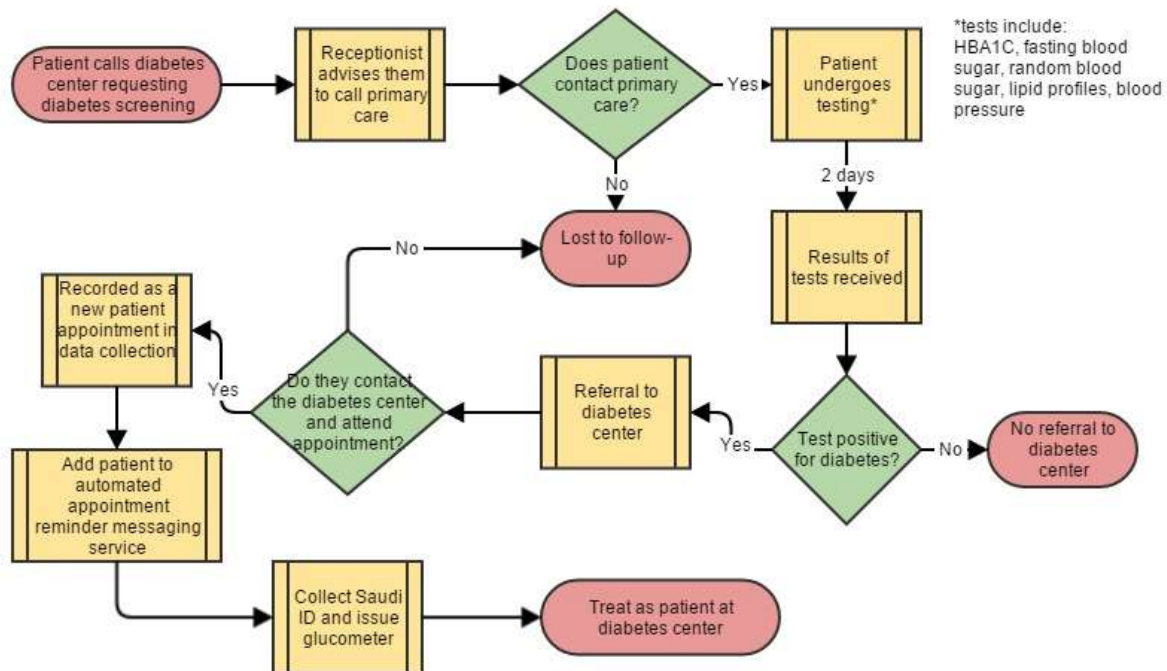 Patient calls diabetes
center requesting
diabetes screening
Receptionist
advises them
to call primary
care
Does patient
contact primary
care?
Yes
Patient
undergoes
testing*
*tests include:
HBA1C, fasting blood
sugar, random blood
sugar, lipid profiles, blood
pressure
No
2 days
Lost to follow-
up
No
Results of
tests received
Recorded as a
new patient
appointment in
data collection
Yes
Do they contact
the diabetes center
and attend
appointment?
Referral to
diabetes
center
Yes
Test positive
for diabetes?
No
No referral to
diabetes
center
Add patient to
automated
appointment
reminder messaging
service
Collect Saudi
ID and issue
glucometer
Treat as patient at
diabetes center